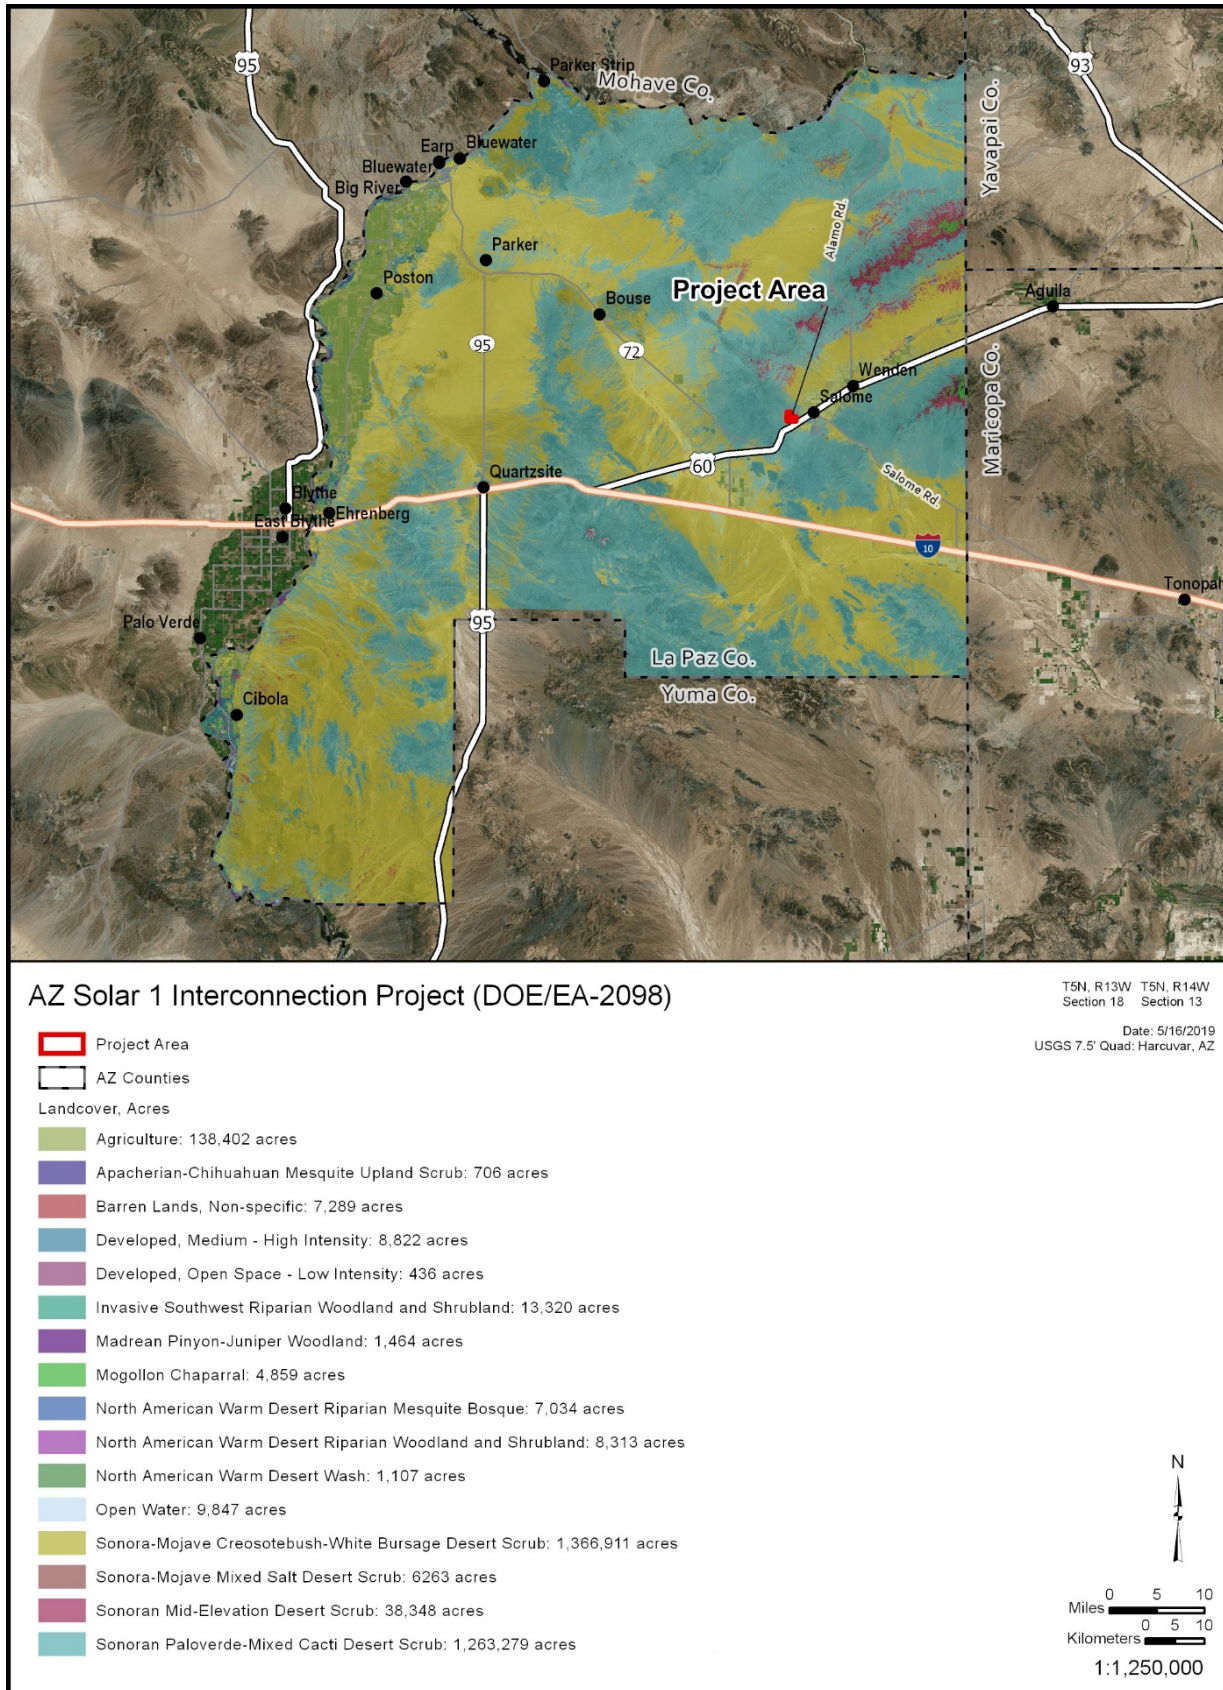 95
93
Parker Strip
Mohave Co.
Yavapai Co.
Earp
Bluewater
Bluewater
Big River
Alamo Rd.
Parker
Poston
Project Area
Aguila
Bouse
95
72
Maricopa Co.
Wenden
Salome
60
Quartzsite
Salome Rd.
Blythe
Ehrenberg
East Blythe
10
Tonopah
Palo Verde
95
La Paz Co.
Yuma Co.
Cibola
AZ Solar 1 Interconnection Project (DOE/EA-2098)
T5N, R13W T5N, R14W
Section 18 Section 13
Date: 5/16/2019
USGS 7.5' Quad: Harcuvar, AZ
Project Area
AZ Counties
Landcover, Acres
Agriculture: 138,402 acres
Apacherian-Chihuahuan Mesquite Upland Scrub: 706 acres
Barren Lands, Non-specific: 7,289 acres
Developed, Medium - High Intensity: 8,822 acres
Developed, Open Space - Low Intensity: 436 acres
Invasive Southwest Riparian Woodland and Shrubland: 13,320 acres
Madrean Pinyon-Juniper Woodland: 1,464 acres
Mogollon Chaparral: 4,859 acres
North American Warm Desert Riparian Mesquite Bosque: 7,034 acres
North American Warm Desert Riparian Woodland and Shrubland: 8,313 acres
North American Warm Desert Wash: 1,107 acres
Open Water: 9,847 acres
Sonora-Mojave Creosotebush-White Bursage Desert Scrub: 1,366,911 acres
Sonora-Mojave Mixed Salt Desert Scrub: 6263 acres
Sonoran Mid-Elevation Desert Scrub: 38,348 acres
Sonoran Paloverde-Mixed Cacti Desert Scrub: 1,263,279 acres
N
0 5 10
Miles
0 5 10
Kilometers
1:1,250,000